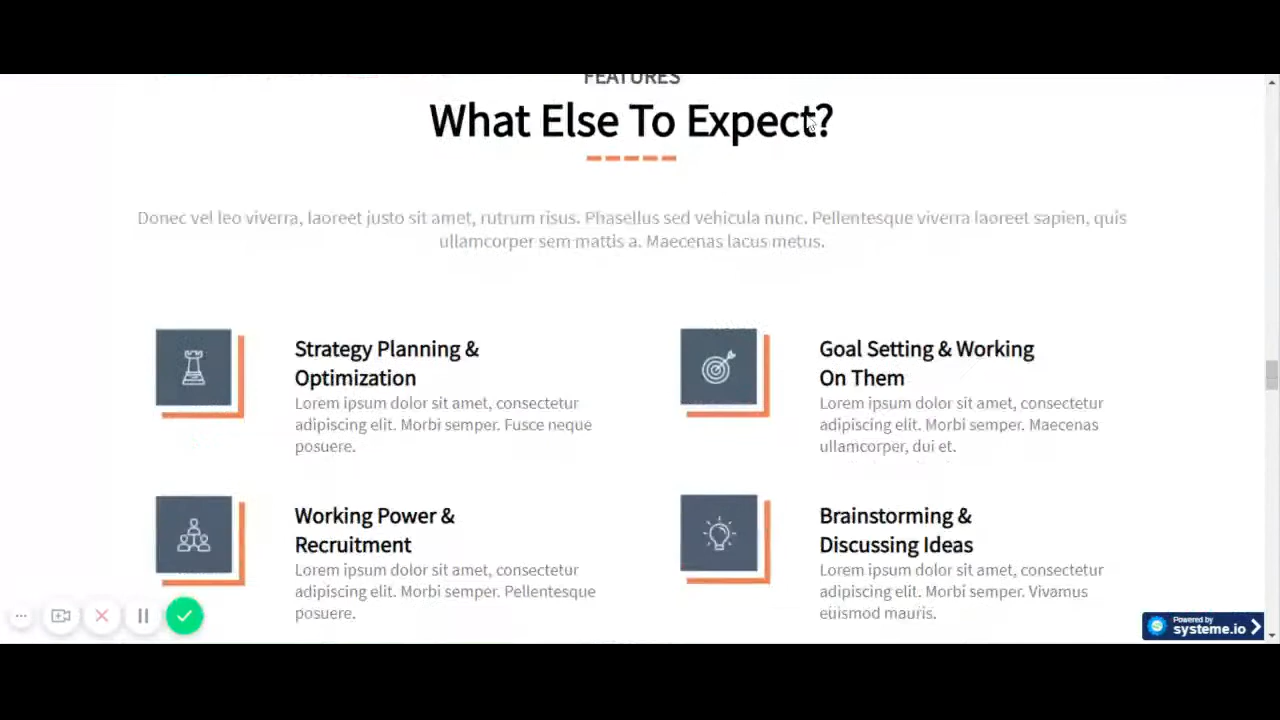 FEATURES
What Else To Expect?
Donec vel leo viverra, laoreet justo sit amet, rutrum risus. Phasellus sed vehicula nunc. Pellentesque viverra laoreet sapien, quis
ullamcorper sem mattis a. Maecenas lacus metus.
Strategy Planning &
Optimization
Lorem ipsum dolor sit amet, consectetur
adipiscing elit. Morbi semper. Fusce neque
posuere.
Goal Setting & Working
On Them
Lorem ipsum dolor sit amet, consectetur
adipiscing elit. Morbi semper. Maecenas
ullamcorper, dui et.
Working Power &
Recruitment
Lorem ipsum dolor sit amet, consectetur
adipiscing elit. Morbi semper. Pellentesque
posuere.
Brainstorming &
Discussing Ideas
Lorem ipsum dolor sit amet, consectetur
adipiscing elit. Morbi semper. Vivamus
euismod mauris.
Powered by
systeme.io